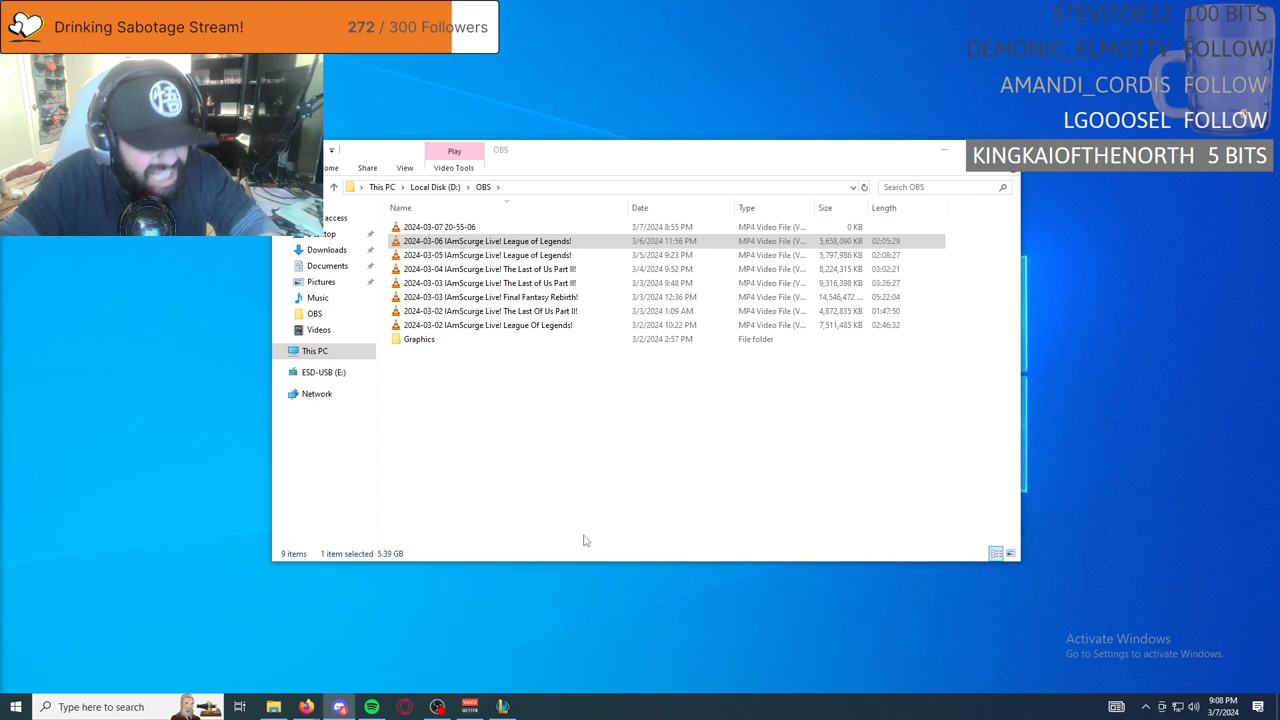 Drinking Sabotage Stream!
272 / 300 Followers
STEVITOE32 100 BITS
DEMONIC_ELMOTTV FOLLOW
AMANDI_CORDIS FOLLOW
LGOOOSEL FOLLOW
KINGKAIOFTHENORTH 5 BITS
悟
Play
OBS
ome
Share
View
Video Tools
This PC
Local Disk (D:)
OBS
Search OBS
Name
Date
Type
Size
Length
2024-03-07 20-55-06 3/7/2024 8:55 PM MP4 Video File (V... 0 KB
2024-03-06 IAmScurge Live! League of Legends! 3/6/2024 11:56 PM MP4 Video File (V... 5,658,090 KB 02:05:29
2024-03-05 IAmScurge Live! League of Legends! 3/5/2024 9:23 PM MP4 Video File (V... 5,797,986 KB 02:08:27
2024-03-04 IAmScurge Live! The Last of Us Part II! 3/4/2024 9:52 PM MP4 Video File (V... 8,224,315 KB 03:02:21
2024-03-03 IAmScurge Live! The Last of Us Part II! 3/3/2024 9:48 PM MP4 Video File (V... 9,316,398 KB 03:26:27
2024-03-03 IAmScurge Live! Final Fantasy Rebirth! 3/3/2024 12:36 PM MP4 Video File (V... 14,546,472 ... 05:22:04
2024-03-02 IAmScurge Live! The Last Of Us Part II! 3/3/2024 1:09 AM MP4 Video File (V... 4,872,835 KB 01:47:50
2024-03-02 IAmScurge Live! League Of Legends! 3/2/2024 10:22 PM MP4 Video File (V... 7,511,485 KB 02:46:32
Graphics 3/2/2024 2:57 PM File folder
access
Downloads
Documents
Pictures
Music
OBS
Videos
This PC
ESD-USB (E:)
Network
9 items
1 item selected 5.39 GB
Activate Windows
Go to Settings to activate Windows.
Type here to search
9:08 PM
3/7/2024